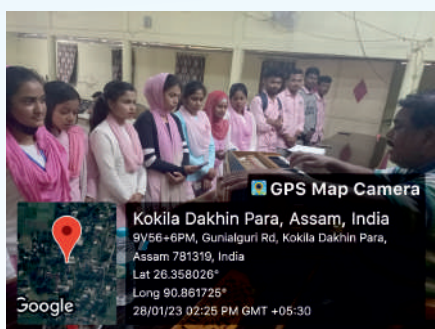 GPS Map Camera
Kokila Dakhin Para, Assam, India
9V56+6PM, Gunialguri Rd, Kokila Dakhin Para,
Assam 781319, India
Lat 26.358026°
Long 90.861725°
28/01/23 02:25 PM GMT +05:30
Google